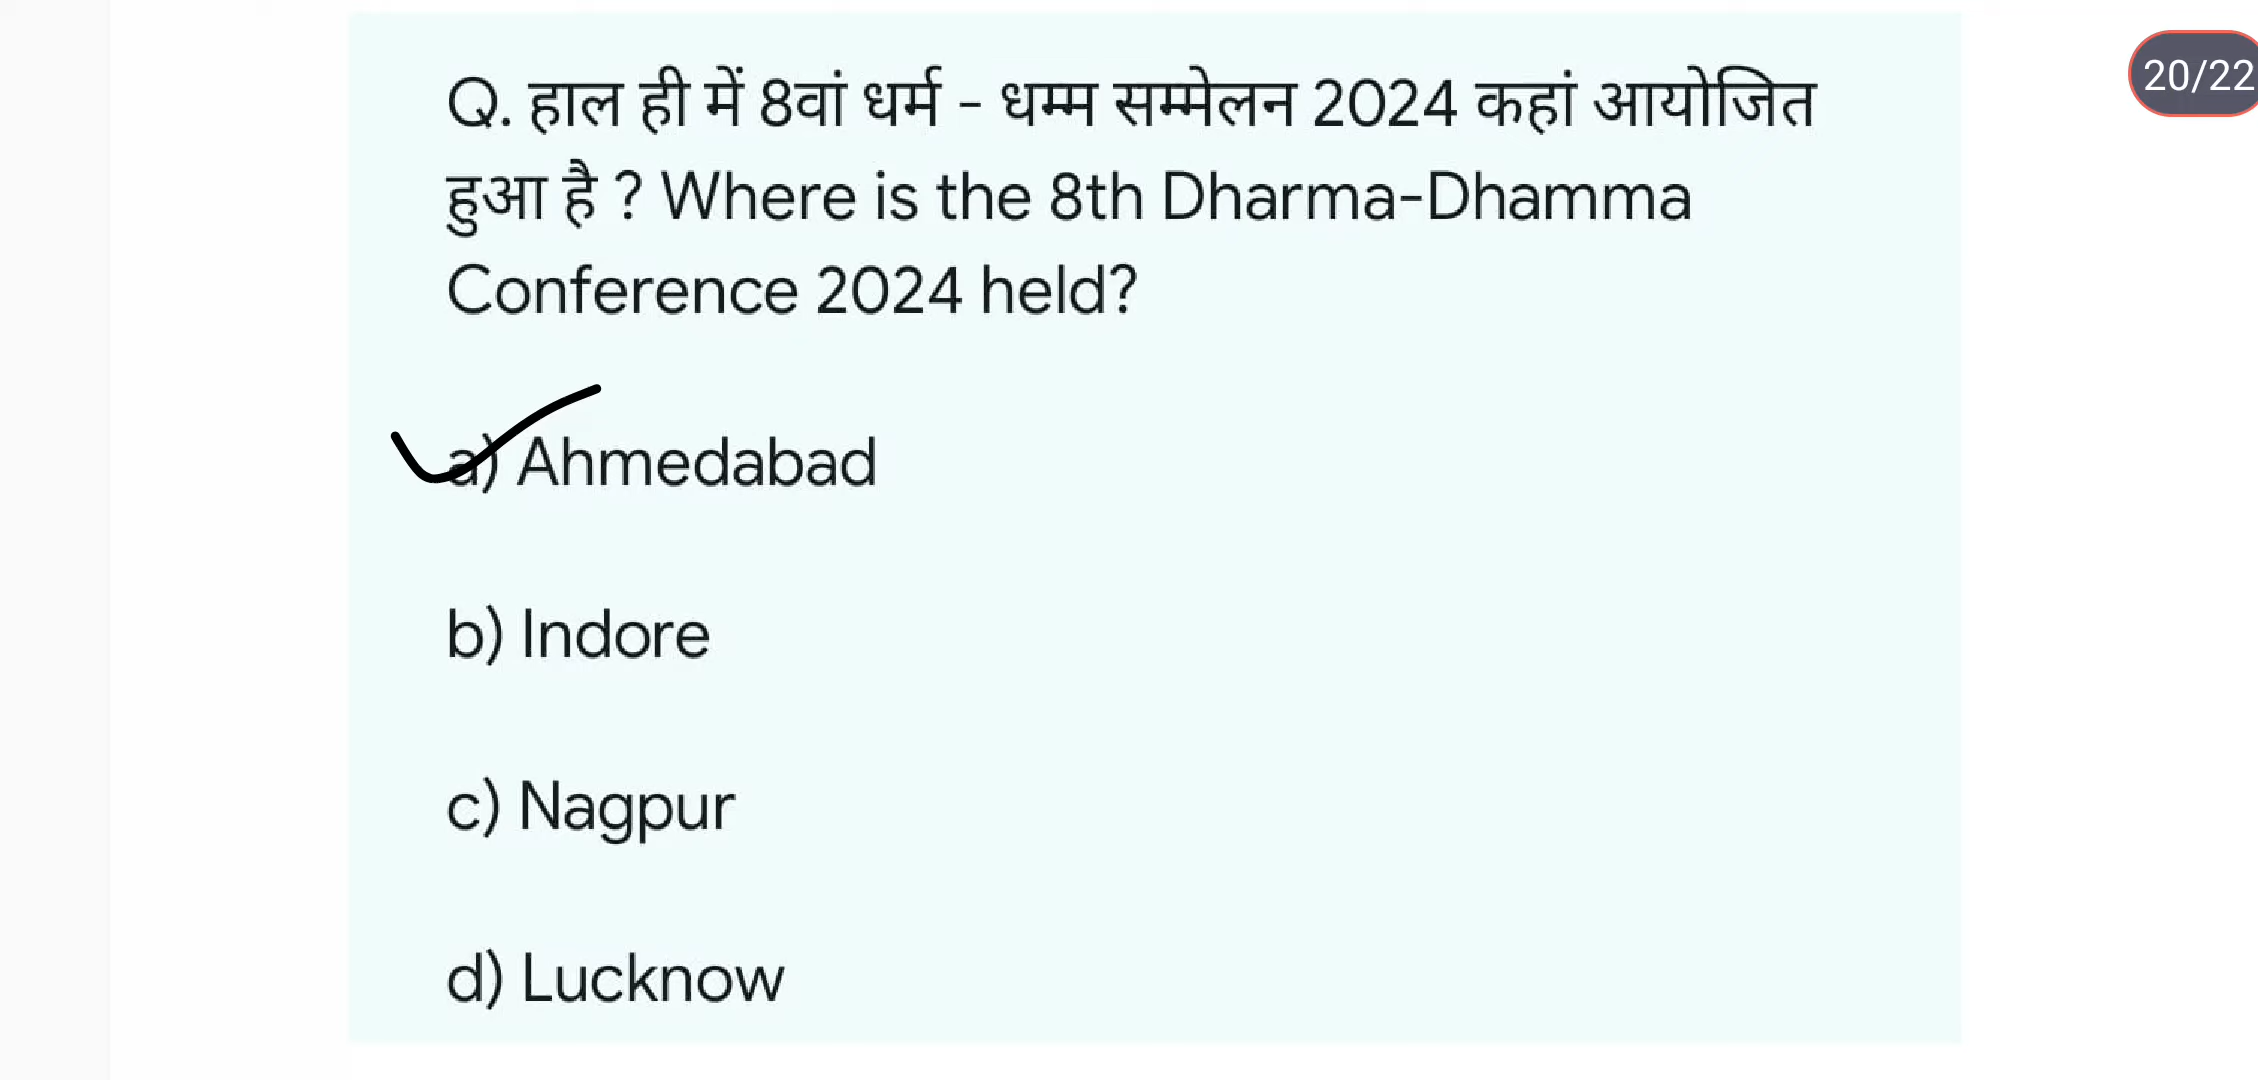 Q. हाल ही में 8वां धर्म - धम्म सम्मेलन 2024 कहां आयोजित
हुआ है ? Where is the 8th Dharma-Dhamma
Conference 2024 held?
a) Ahmedabad
b) Indore
c) Nagpur
d) Lucknow
20/22